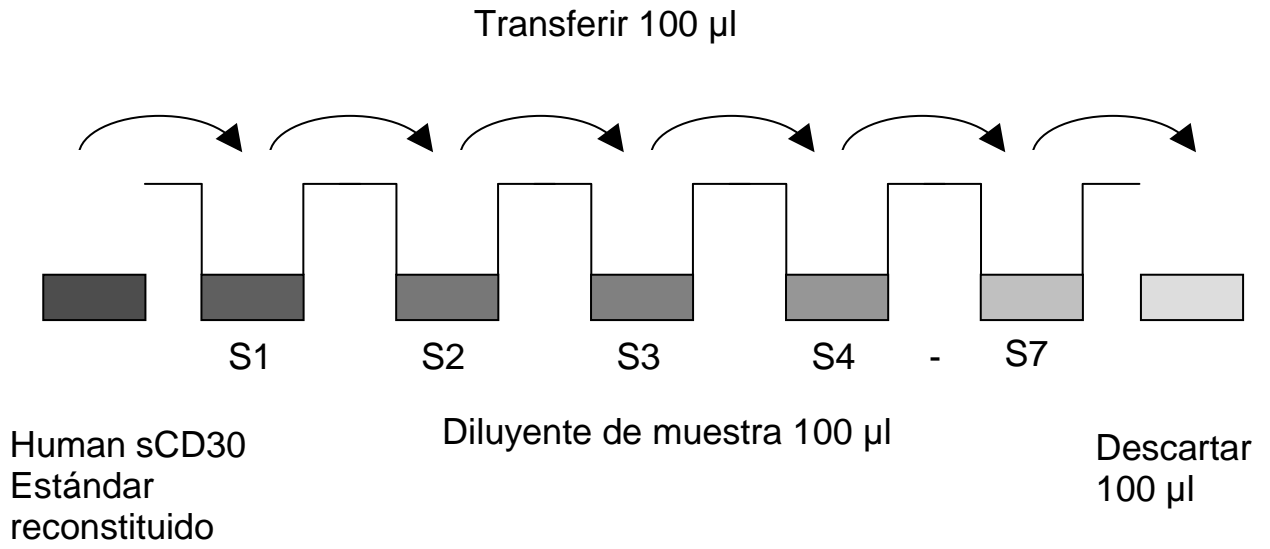 Transferir 100 µl
S1 S2 S3 S4 - S7
Human sCD30
Estándar
reconstituido
Diluyente de muestra 100 µl
Descartar
100 µl